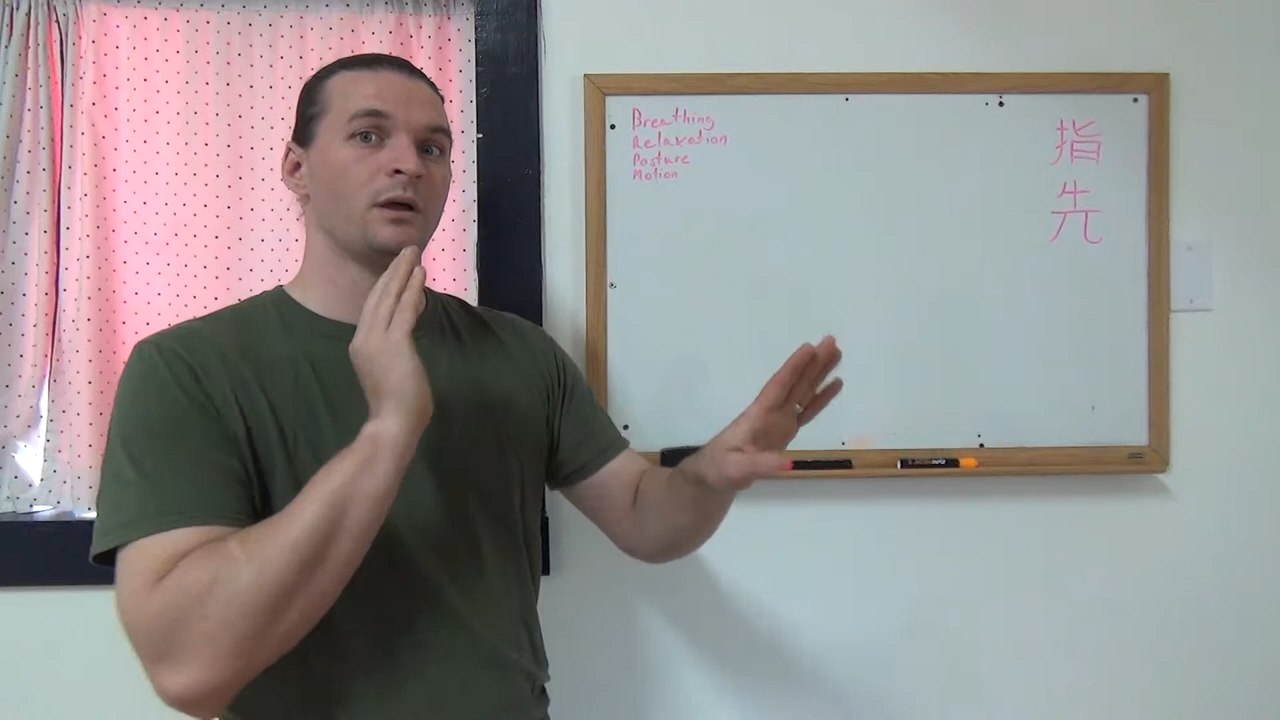 Breathing
Relaxation
Posture
Motion
指
先